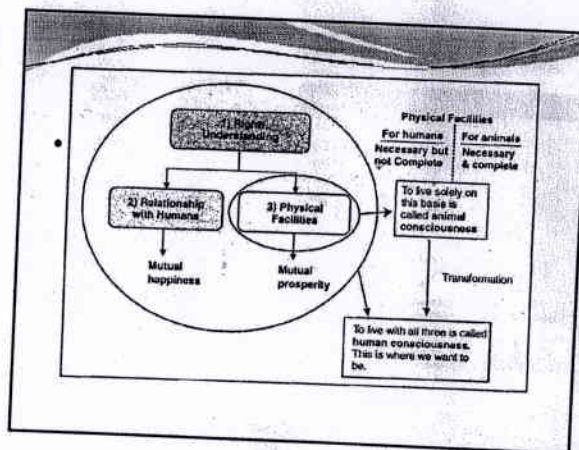 1) Right
Understanding
2) Relationship
with Humans
3) Physical
Facilities
Mutual
happiness
Mutual
prosperity
Physical Facilities
For humans
Necessary but
not Complete
For animals
Necessary
& complete
To live solely on
this basis is
called animal
consciousness
Transformation
To live with all three is called
human consciousness.
This is where we want to
be.